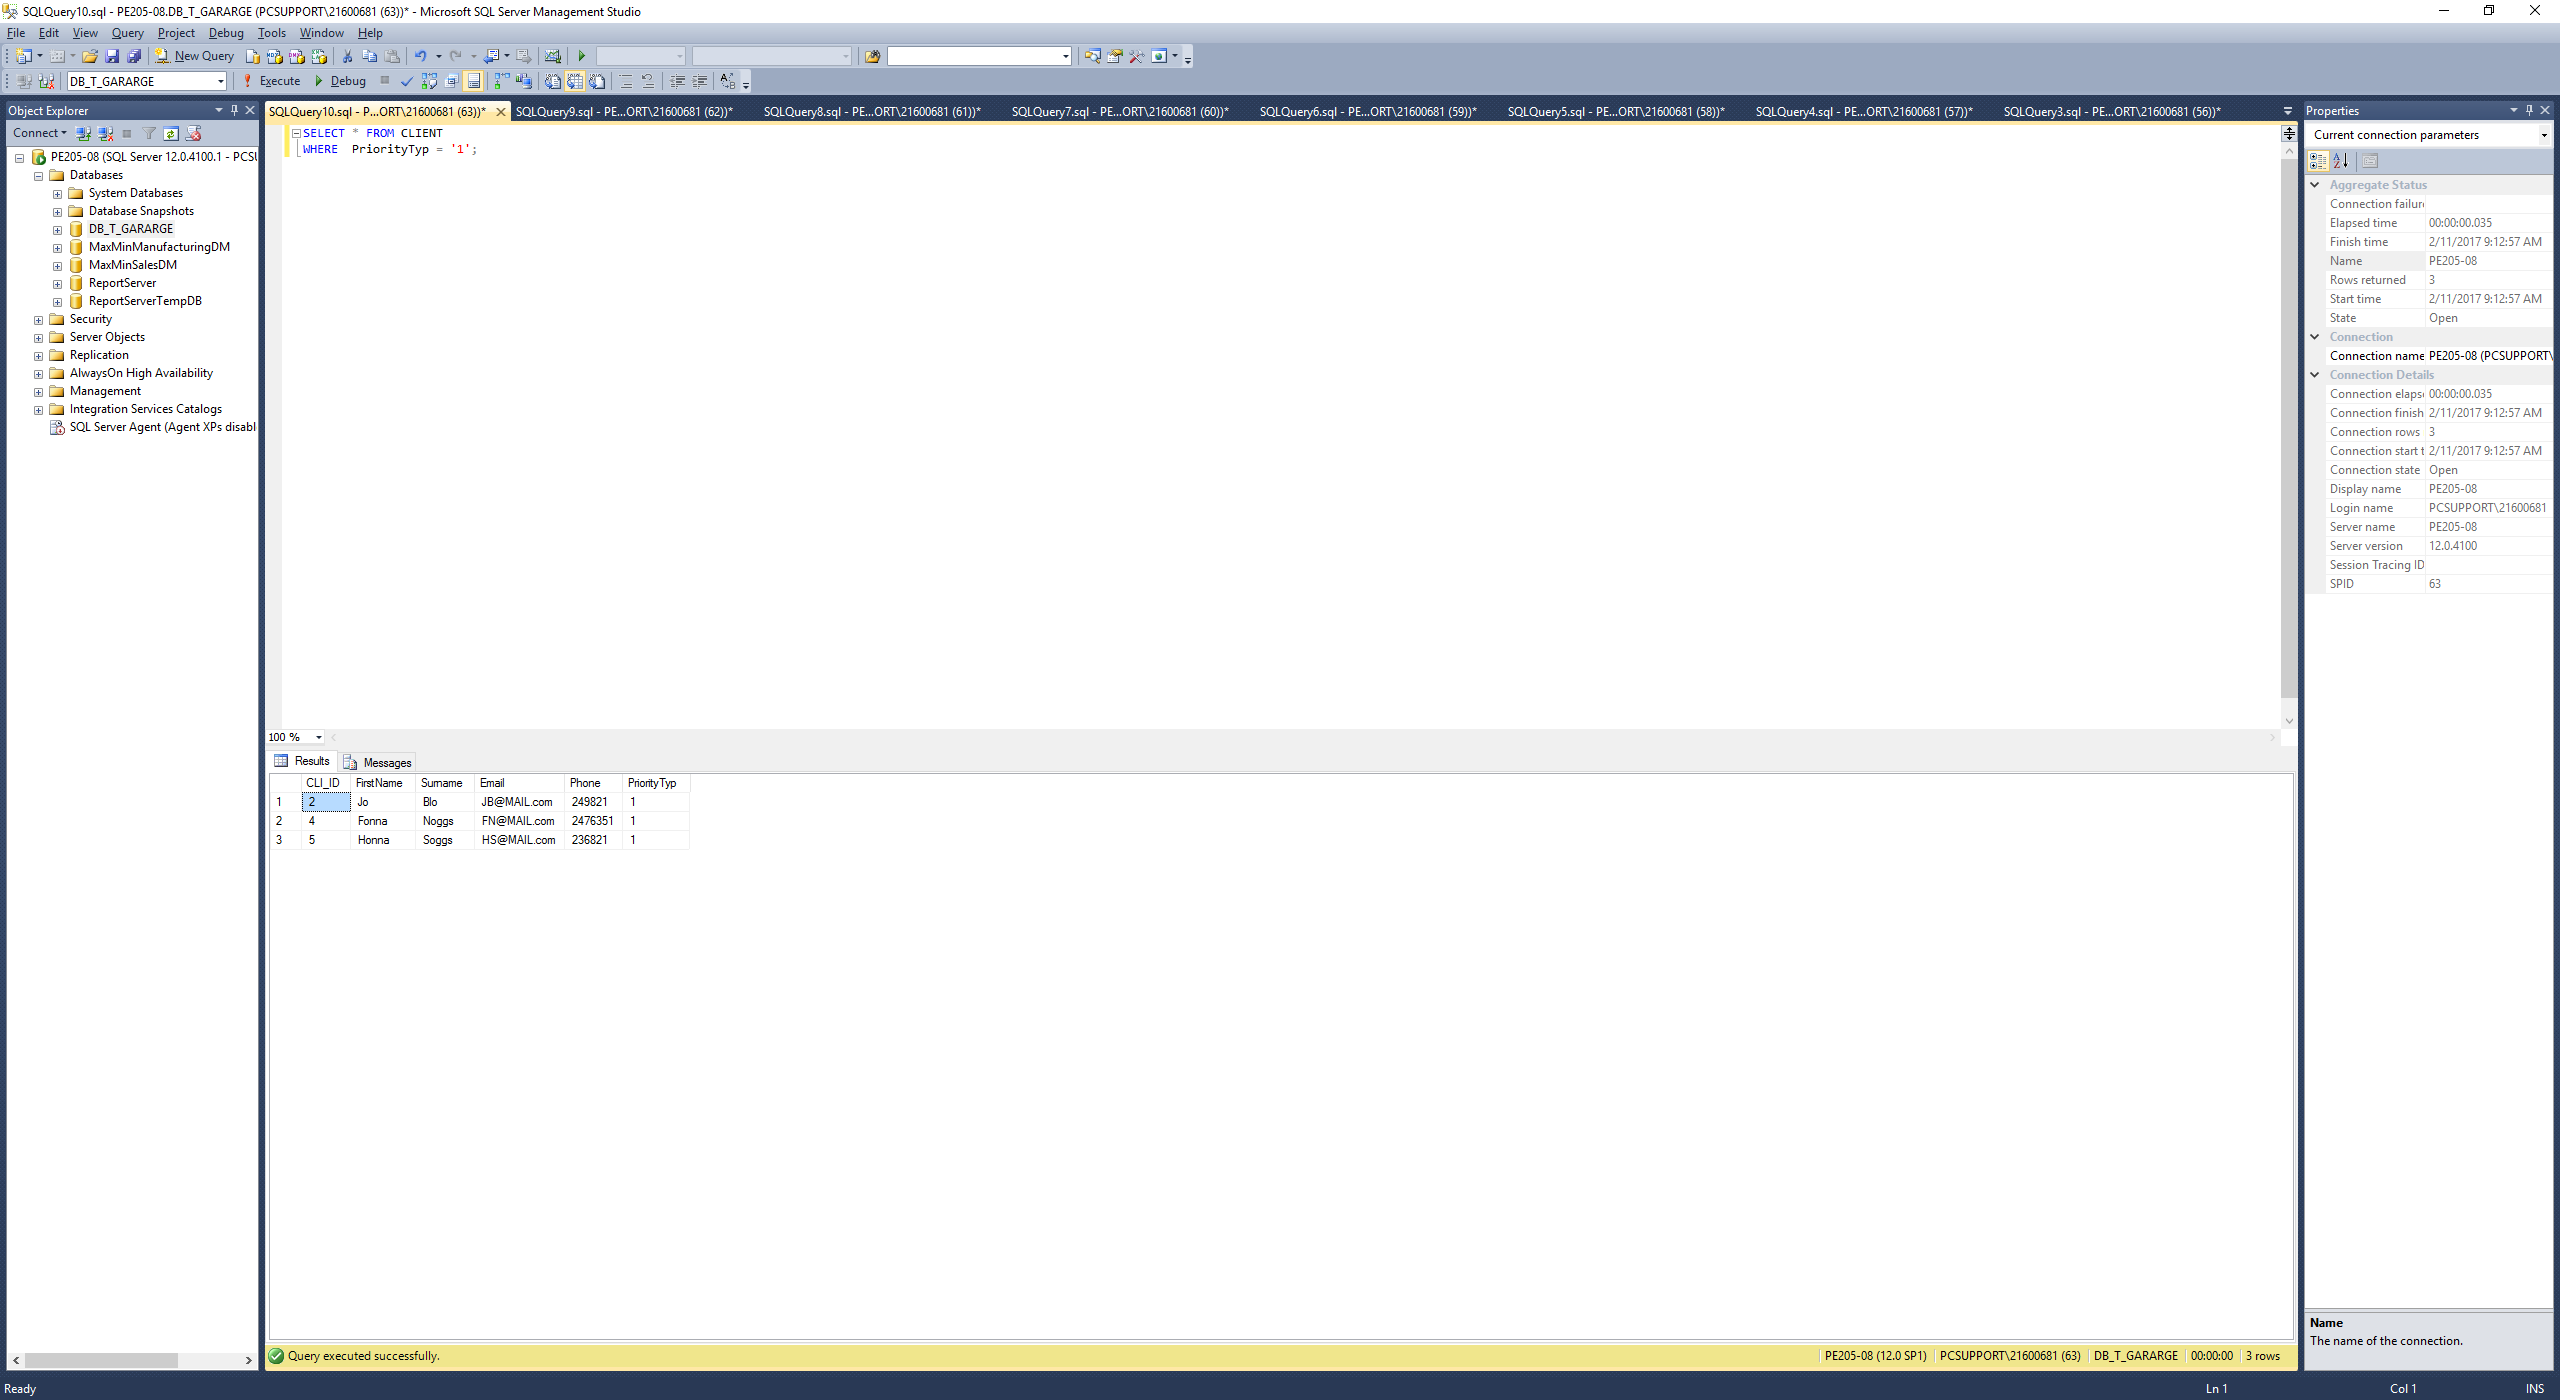 SQLQuery10.sql - PE205-08.DB_T_GARARGE (PCSUPPORT\21600681 (63))* - Microsoft SQL Server Management Studio
File Edit View Query Project Debug Tools Window Help
New Query
DB_T_GARARGE Execute Debug
Object Explorer
Connect
PE205-08 (SQL Server 12.0.4100.1 - PCSU
Databases
System Databases
Database Snapshots
DB_T_GARARGE
MaxMinManufacturingDM
MaxMinSalesDM
ReportServer
ReportServerTempDB
Security
Server Objects
Replication
AlwaysOn High Availability
Management
Integration Services Catalogs
SQL Server Agent (Agent XPs disabl
SQLQuery10.sql - P...ORT\21600681 (63))* SQLQuery9.sql - PE...ORT\21600681 (62))* SQLQuery8.sql - PE...ORT\21600681 (61))* SQLQuery7.sql - PE...ORT\21600681 (60))* SQLQuery6.sql - PE...ORT\21600681 (59))* SQLQuery5.sql - PE...ORT\21600681 (58))* SQLQuery4.sql - PE...ORT\21600681 (57))* SQLQuery3.sql - PE...ORT\21600681 (56))*
SELECT * FROM CLIENT
WHERE PriorityTyp = '1';
100 %
Results Messages
CLI_ID FirstName Surname Email Phone PriorityTyp
1 2 Jo Blo JB@MAIL.com 249821 1
2 4 Fonna Noggs FN@MAIL.com 2476351 1
3 5 Honna Soggs HS@MAIL.com 236821 1
Query executed successfully. PE205-08 (12.0 SP1) PCSUPPORT\21600681 (63) DB_T_GARARGE 00:00:00 3 rows
Properties
Current connection parameters
Aggregate Status
Connection failure
Elapsed time 00:00:00.035
Finish time 2/11/2017 9:12:57 AM
Name PE205-08
Rows returned 3
Start time 2/11/2017 9:12:57 AM
State Open
Connection
Connection name PE205-08 (PCSUPPORT\
Connection Details
Connection elaps 00:00:00.035
Connection finish 2/11/2017 9:12:57 AM
Connection rows 3
Connection start t 2/11/2017 9:12:57 AM
Connection state Open
Display name PE205-08
Login name PCSUPPORT\21600681
Server name PE205-08
Server version 12.0.4100
Session Tracing ID
SPID 63
Name
The name of the connection.
Ready Ln 1 Col 1 INS